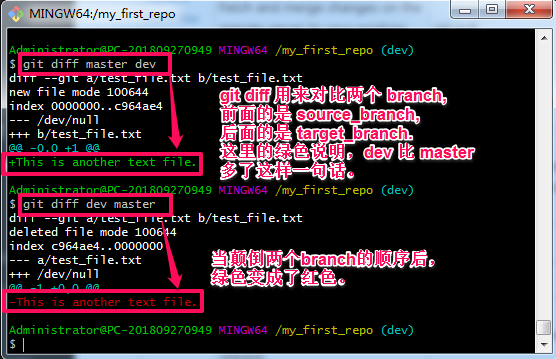 MINGW64:/my_first_repo
Administrator@PC-201809270949 MINGW64 /my_first_repo (dev)
$ git diff master dev
diff --git a/test_file.txt b/test_file.txt
new file mode 100644
index 0000000..c964ae4
--- /dev/null
+++ b/test_file.txt
@@ -0,0 +1 @@
+This is another text file.
git diff 用来对比两个 branch,
前面的是 source_branch,
后面的是 target_branch.
这里的绿色说明，dev 比 master
多了这样一句话。
Administrator@PC-201809270949 MINGW64 /my_first_repo (dev)
$ git diff dev master
diff --git a/test_file.txt b/test_file.txt
deleted file mode 100644
index c964ae4..0000000
--- a/test_file.txt
+++ /dev/null
@@ -1 +0,0 @@
-This is another text file.
当颠倒两个branch的顺序后，
绿色变成了红色。
Administrator@PC-201809270949 MINGW64 /my_first_repo (dev)
$